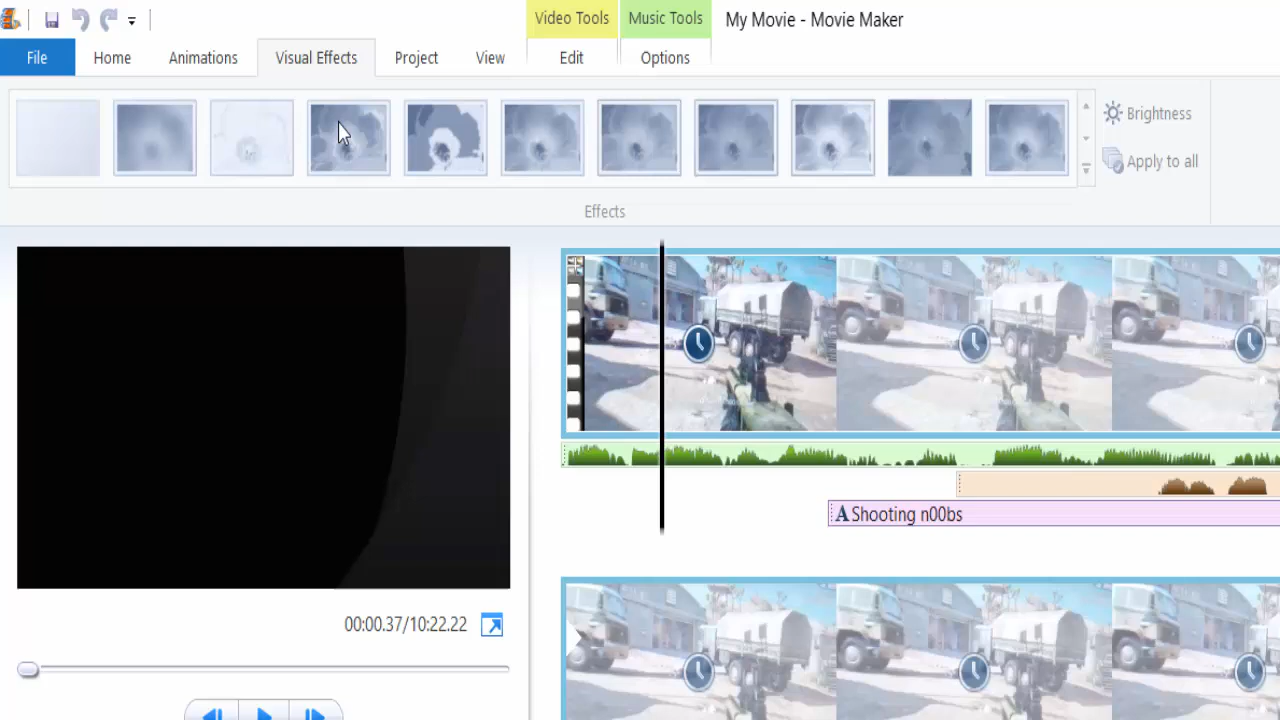 Video Tools Music Tools My Movie - Movie Maker
File Home Animations Visual Effects Project View Edit Options
Brightness
Apply to all
Effects
A Shooting n00bs
00:00.37/10:22.22